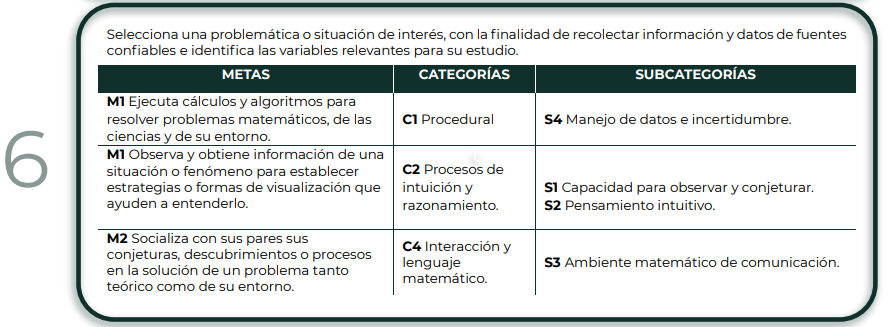 6
Selecciona una problemática o situación de interés, con la finalidad de recolectar información y datos de fuentes
confiables e identifica las variables relevantes para su estudio.
METAS
CATEGORÍAS
SUBCATEGORÍAS
M1 Ejecuta cálculos y algoritmos para
resolver problemas matemáticos, de las
ciencias y de su entorno.
C1 Procedural
S4 Manejo de datos e incertidumbre.
M1 Observa y obtiene información de una
situación o fenómeno para establecer
estrategias o formas de visualización que
ayuden a entenderlo.
C2 Procesos de
intuición y
razonamiento.
S1 Capacidad para observar y conjeturar.
S2 Pensamiento intuitivo.
M2 Socializa con sus pares sus
conjeturas, descubrimientos o procesos
en la solución de un problema tanto
teórico como de su entorno.
C4 Interacción y
lenguaje
matemático.
S3 Ambiente matemático de comunicación.